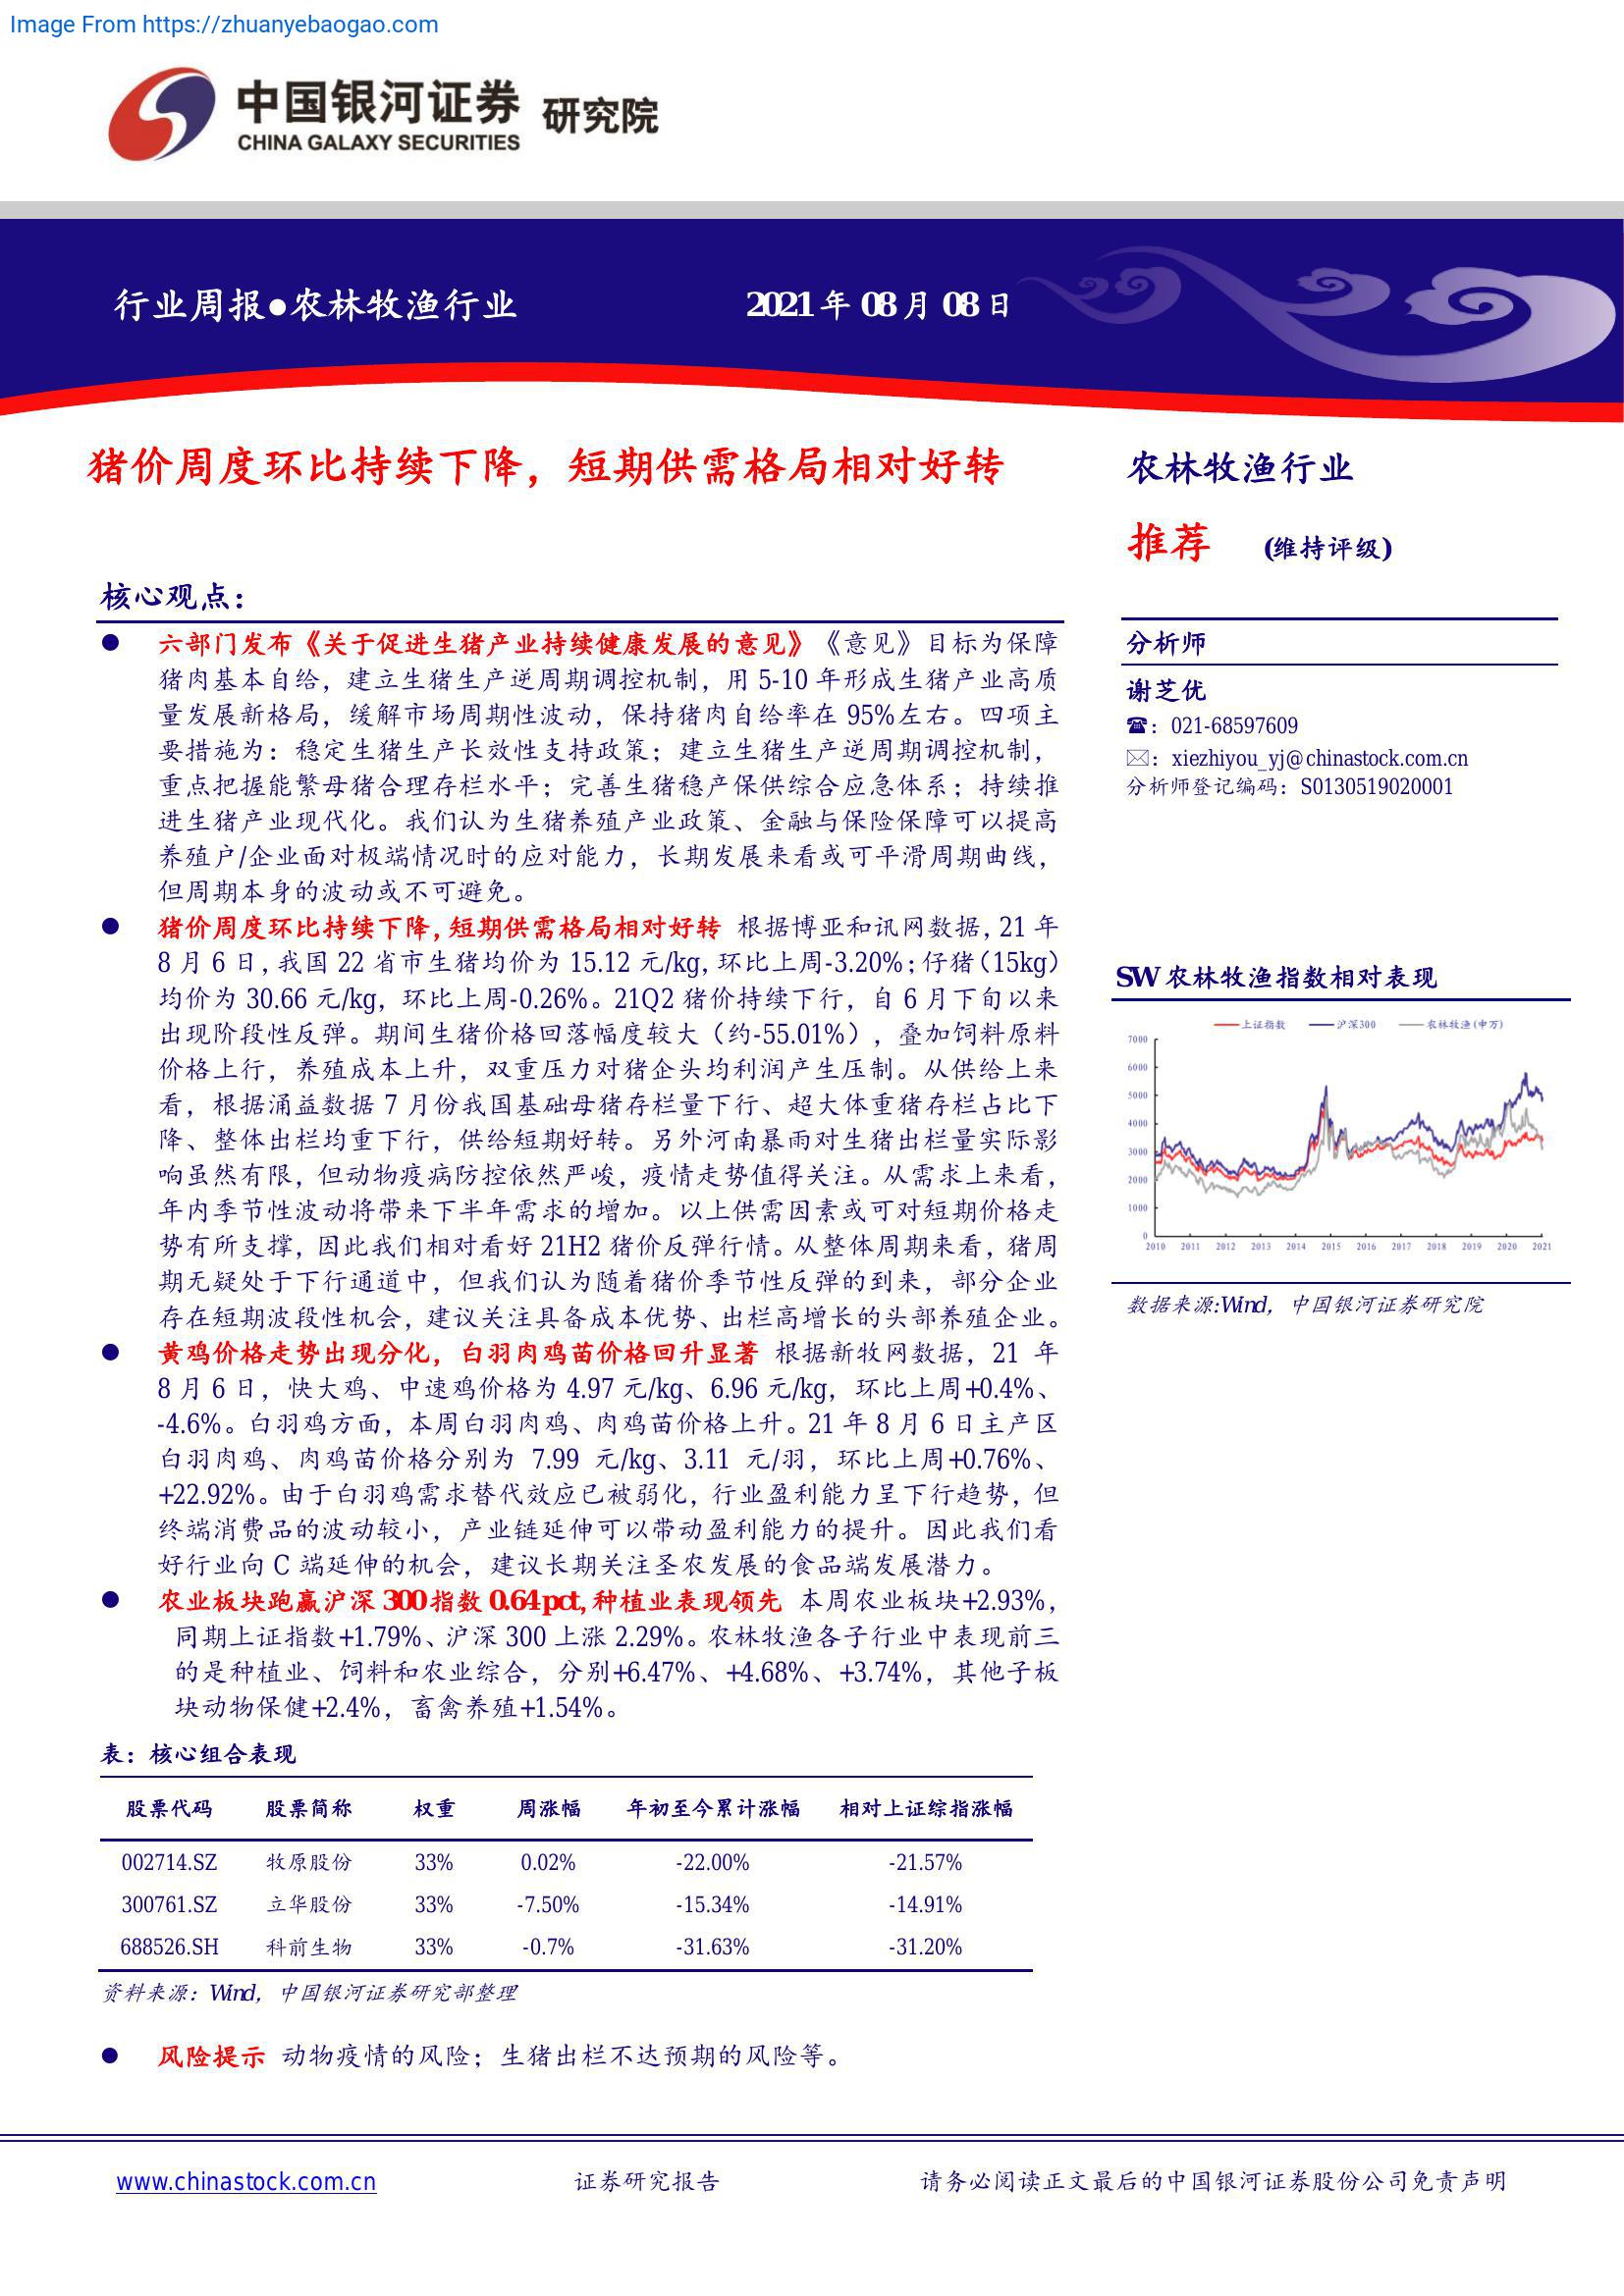 Image From https://zhuanyebaogao.com
中国银河证券 研究院
CHINA GALAXY SECURITIES
行业周报●农林牧渔行业 2021 年 08 月 08 日
猪价周度环比持续下降，短期供需格局相对好转
核心观点：
● 六部门发布《关于促进生猪产业持续健康发展的意见》《意见》目标为保障
猪肉基本自给，建立生猪生产逆周期调控机制，用 5-10 年形成生猪产业高质
量发展新格局，缓解市场周期性波动，保持猪肉自给率在 95%左右。四项主
要措施为：稳定生猪生产长效性支持政策；建立生猪生产逆周期调控机制，
重点把握能繁母猪合理存栏水平；完善生猪稳产保供综合应急体系；持续推
进生猪产业现代化。我们认为生猪养殖产业政策、金融与保险保障可以提高
养殖户/企业面对极端情况时的应对能力，长期发展来看或可平滑周期曲线，
但周期本身的波动或不可避免。
● 猪价周度环比持续下降,短期供需格局相对好转 根据博亚和讯网数据，21 年
8 月 6 日，我国 22 省市生猪均价为 15.12 元/kg，环比上周-3.20%；仔猪（15kg）
均价为 30.66 元/kg，环比上周-0.26%。21Q2 猪价持续下行，自 6 月下旬以来
出现阶段性反弹。期间生猪价格回落幅度较大（约-55.01%），叠加饲料原料
价格上行，养殖成本上升，双重压力对猪企头均利润产生压制。从供给上来
看，根据涌益数据 7 月份我国基础母猪存栏量下行、超大体重猪存栏占比下
降、整体出栏均重下行，供给短期好转。另外河南暴雨对生猪出栏量实际影
响虽然有限，但动物疫病防控依然严峻，疫情走势值得关注。从需求上来看，
年内季节性波动将带来下半年需求的增加。以上供需因素或可对短期价格走
势有所支撑，因此我们相对看好 21H2 猪价反弹行情。从整体周期来看，猪周
期无疑处于下行通道中，但我们认为随着猪价季节性反弹的到来，部分企业
存在短期波段性机会，建议关注具备成本优势、出栏高增长的头部养殖企业。
● 黄鸡价格走势出现分化，白羽肉鸡苗价格回升显著 根据新牧网数据，21 年
8 月 6 日，快大鸡、中速鸡价格为 4.97 元/kg、6.96 元/kg，环比上周+0.4%、
-4.6%。白羽鸡方面，本周白羽肉鸡、肉鸡苗价格上升。21 年 8 月 6 日主产区
白羽肉鸡、肉鸡苗价格分别为 7.99 元/kg、3.11 元/羽，环比上周+0.76%、
+22.92%。由于白羽鸡需求替代效应已被弱化，行业盈利能力呈下行趋势，但
终端消费品的波动较小，产业链延伸可以带动盈利能力的提升。因此我们看
好行业向 C 端延伸的机会，建议长期关注圣农发展的食品端发展潜力。
● 农业板块跑赢沪深 300 指数 0.64pct,种植业表现领先 本周农业板块+2.93%，
同期上证指数+1.79%、沪深 300 上涨 2.29%。农林牧渔各子行业中表现前三
的是种植业、饲料和农业综合，分别+6.47%、+4.68%、+3.74%，其他子板
块动物保健+2.4%，畜禽养殖+1.54%。
表：核心组合表现
股票代码 股票简称 权重 周涨幅 年初至今累计涨幅 相对上证综指涨幅
002714.SZ 牧原股份 33% 0.02% -22.00% -21.57%
300761.SZ 立华股份 33% -7.50% -15.34% -14.91%
688526.SH 科前生物 33% -0.7% -31.63% -31.20%
资料来源：Wind，中国银河证券研究部整理
● 风险提示 动物疫情的风险；生猪出栏不达预期的风险等。
农林牧渔行业
推荐 (维持评级)
分析师
谢芝优
☎：021-68597609
✉：xiezhiyou_yj@chinastock.com.cn
分析师登记编码：S0130519020001
SW 农林牧渔指数相对表现
上证指数 沪深300 农林牧渔(申万)
7000
6000
5000
4000
3000
2000
1000
0
2010 2011 2012 2013 2014 2015 2016 2017 2018 2019 2020 2021
数据来源:Wind，中国银河证券研究院
www.chinastock.com.cn 证券研究报告 请务必阅读正文最后的中国银河证券股份公司免责声明